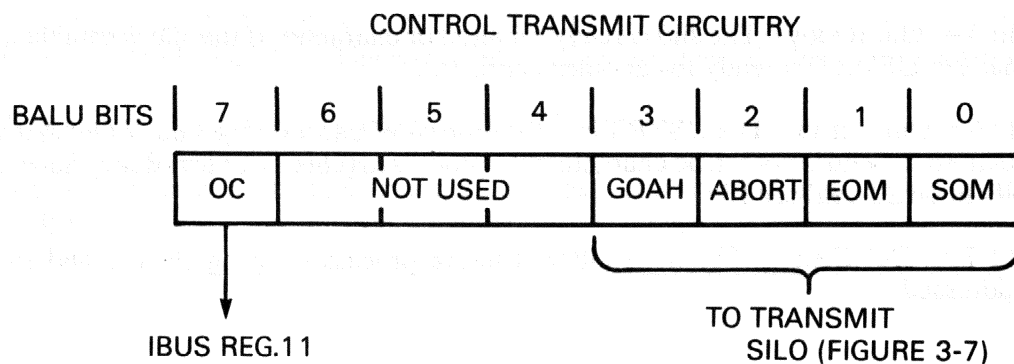 CONTROL TRANSMIT CIRCUITRY
BALU BITS 7 6 5 4 3 2 1 0
OC NOT USED GOAH ABORT EOM SOM
IBUS REG.11
TO TRANSMIT
SILO (FIGURE 3-7)